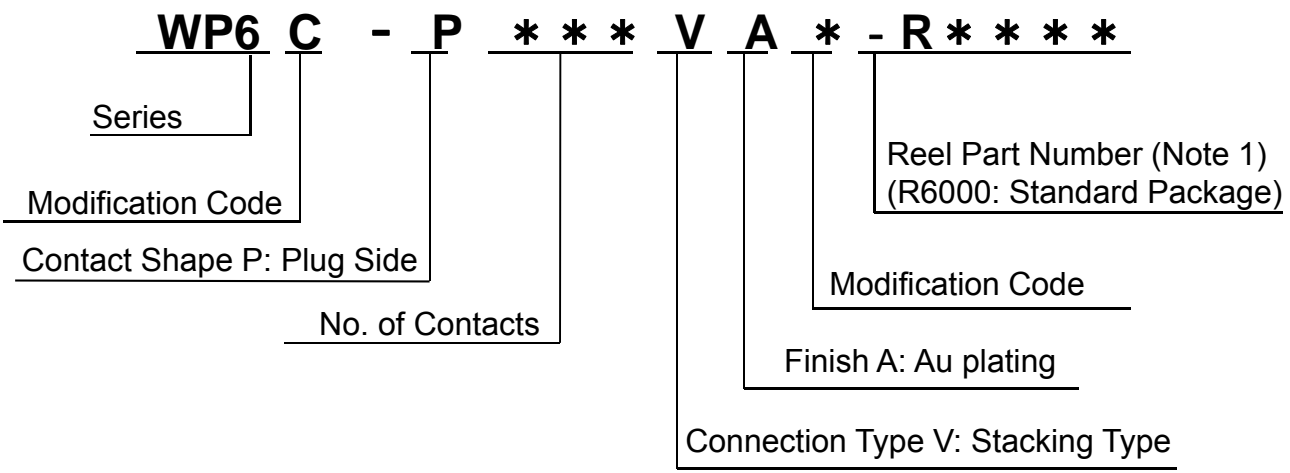 WP6 C - P * * * V A * - R * * * *
Series
Reel Part Number (Note 1)
(R6000: Standard Package)
Modification Code
Contact Shape P: Plug Side
Modification Code
No. of Contacts
Finish A: Au plating
Connection Type V: Stacking Type